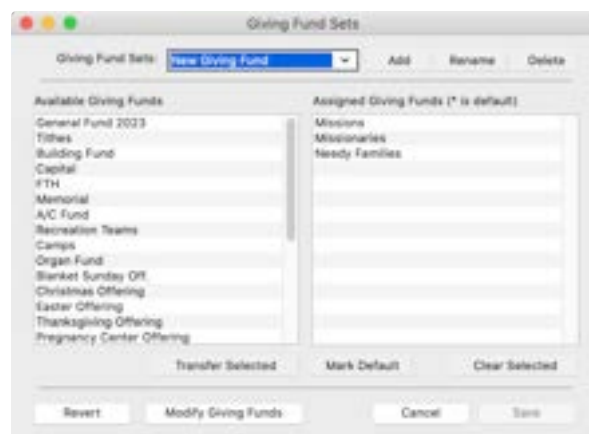 Giving Fund Sets
Giving Fund Sets: New Giving Fund Add Rename Delete
Available Giving Funds Assigned Giving Funds (* is default)
General Fund 2023 Missions
Tithes Missionaries
Building Fund Needy Families
Capital
FTH
Memorial
A/C Fund
Recreation Teams
Camps
Organ Fund
Blanket Sunday Off.
Christmas Offering
Easter Offering
Thanksgiving Offering
Pregnancy Center Offering
Transfer Selected Mark Default Clear Selected
Revert Modify Giving Funds Cancel Save